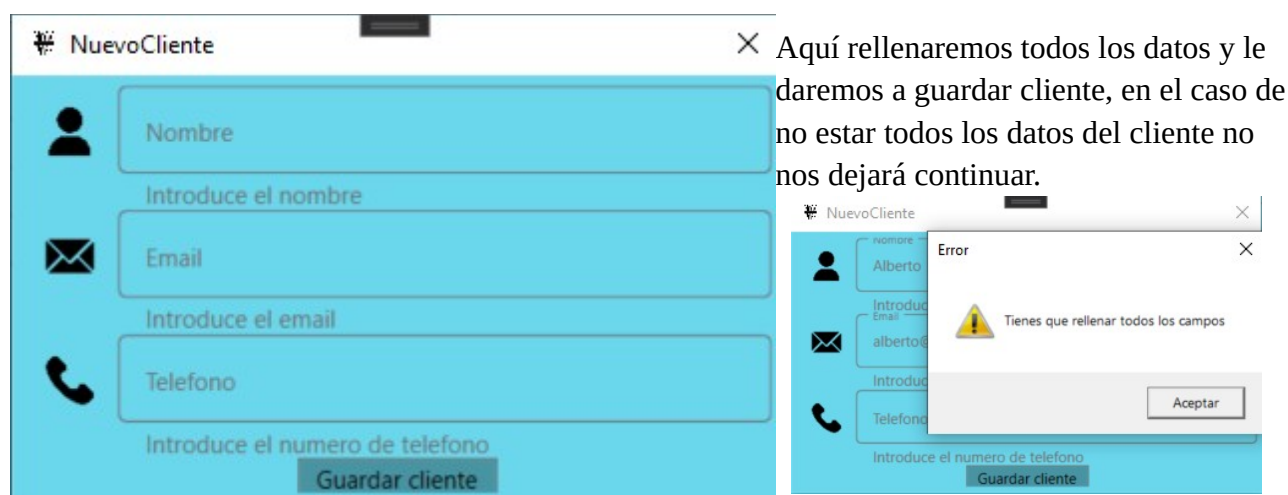 NuevoCliente
Nombre
Introduce el nombre
Email
Introduce el email
Telefono
Introduce el numero de telefono
Guardar cliente
Aquí rellenaremos todos los datos y le
daremos a guardar cliente, en el caso de
no estar todos los datos del cliente no
nos dejará continuar.
NuevoCliente
Nombre
Alberto
Introduc
Email
alberto@
Introduc
Telefono
Introduce el numero de telefono
Guardar cliente
Error
Tienes que rellenar todos los campos
Aceptar